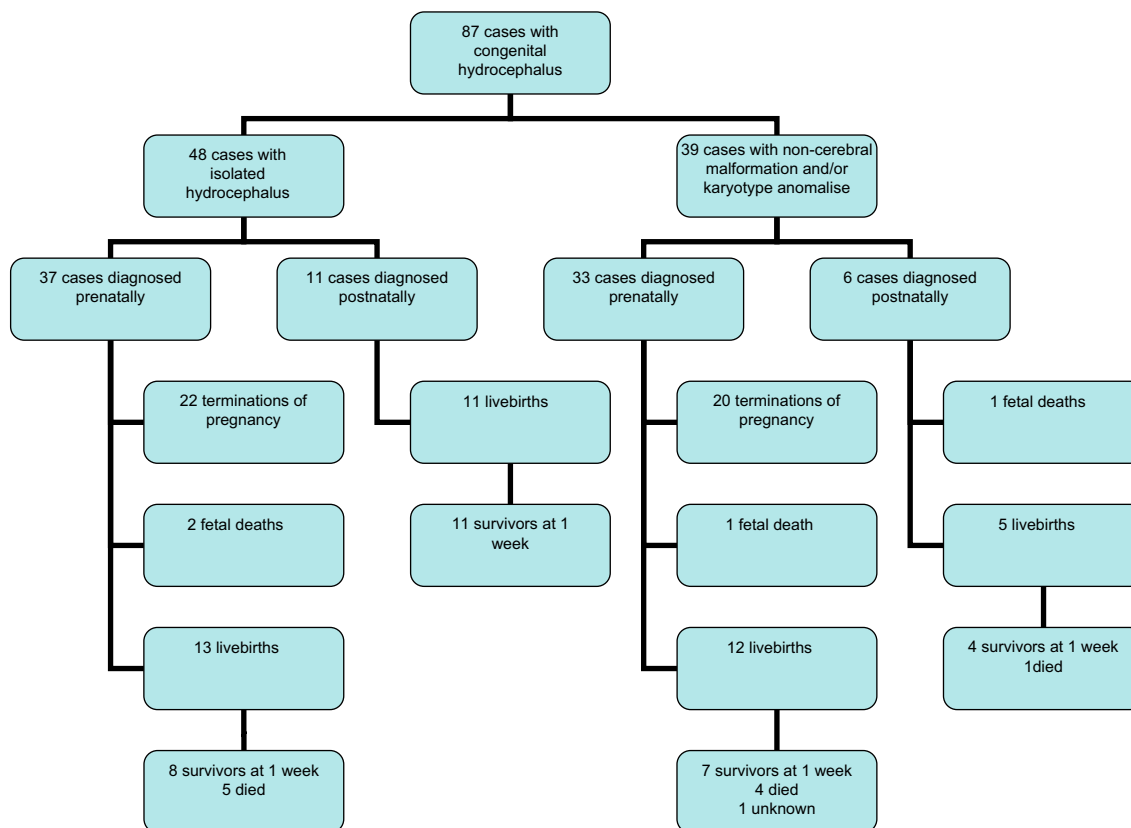 87 cases with
congenital
hydrocephalus
48 cases with
isolated
hydrocephalus
39 cases with non-cerebral
malformation and/or
karyotype anomalise
37 cases diagnosed
prenatally
11 cases diagnosed
postnatally
33 cases diagnosed
prenatally
6 cases diagnosed
postnatally
22 terminations of
pregnancy
11 livebirths
20 terminations of
pregnancy
1 fetal deaths
2 fetal deaths
11 survivors at 1
week
1 fetal death
5 livebirths
13 livebirths
12 livebirths
4 survivors at 1 week
1died
8 survivors at 1 week
5 died
7 survivors at 1 week
4 died
1 unknown